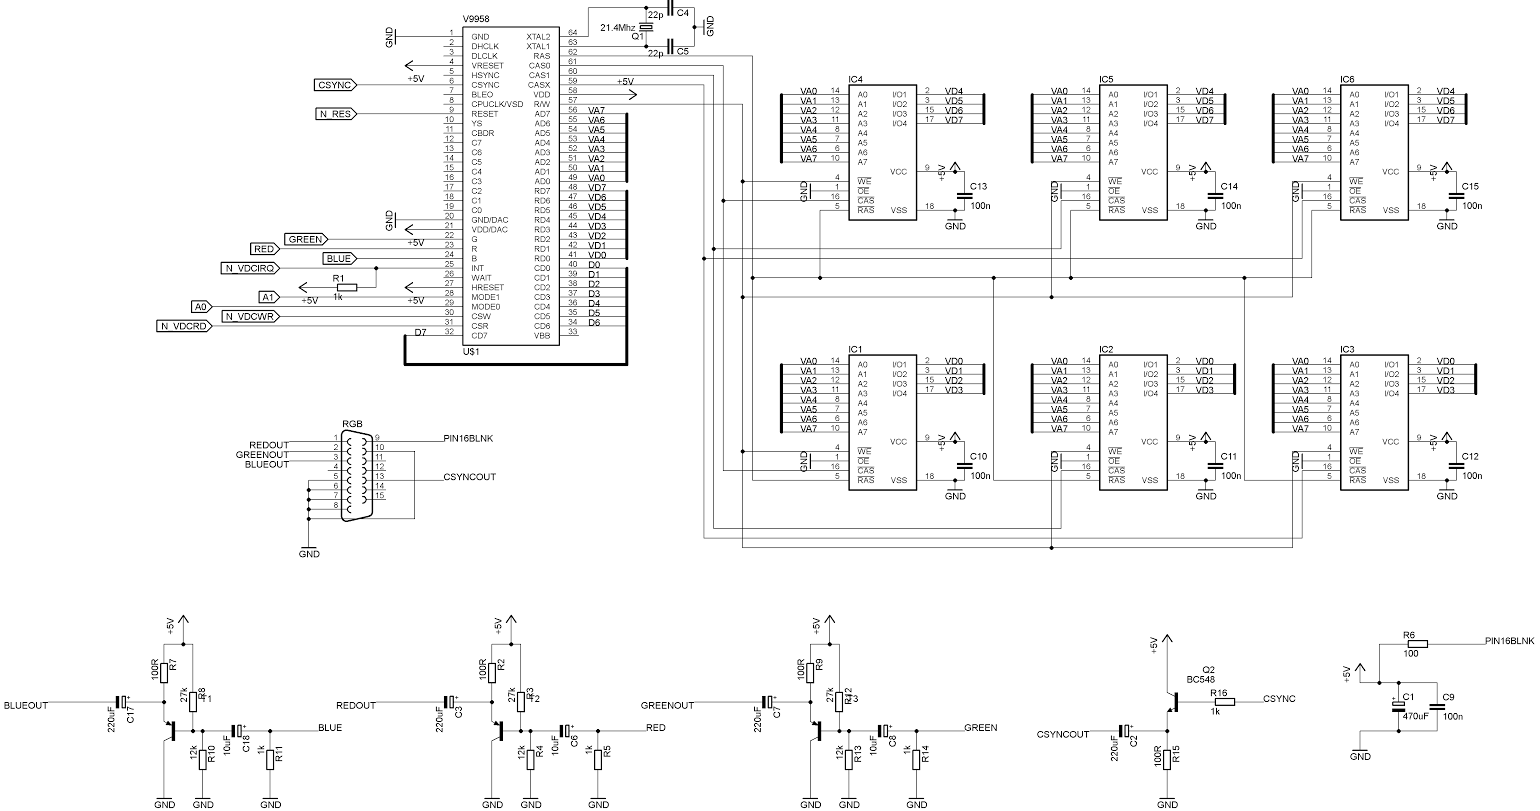 V9958
GND
1 GND XTAL2 64
2 DHCLK XTAL1 63
3 DLCLK RAS 62
4 VRESET CAS0 61
5 HSYNC CAS1 60
6 CSYNC CASX 59
7 BLEO VDD 58
8 CPUCLK/VSD R/W 57
9 RESET AD7 56 VA7
10 YS AD6 55 VA6
11 CBDR AD5 54 VA5
12 C7 AD4 53 VA4
13 C6 AD3 52 VA3
14 C5 AD2 51 VA2
15 C4 AD1 50 VA1
16 C3 AD0 49 VA0
17 C2 RD7 48 VD7
18 C1 RD6 47 VD6
19 C0 RD5 46 VD5
20 GND/DAC RD4 45 VD4
21 VDD/DAC RD3 44 VD3
22 G RD2 43 VD2
23 R RD1 42 VD1
24 B RD0 41 VD0
25 INT CD0 40 D0
26 WAIT CD1 39 D1
27 HRESET CD2 38 D2
28 MODE1 CD3 37 D3
29 MODE0 CD4 36 D4
30 CSW CD5 35 D5
31 CSR CD6 34 D6
D7 32 CD7 VBB 33
U$1
+5V
CSYNC
N_RES
GND
+5V
GREEN
RED
BLUE
N_VDCIRQ
R1
1k
+5V
+5V
A1
A0
N_VDCWR
N_VDCRD
22p C4
21.4Mhz
Q1
22p C5
GND
+5V
IC4
VA0 14 A0 I/O1 2 VD4
VA1 13 A1 I/O2 3 VD5
VA2 12 A2 I/O3 15 VD6
VA3 11 A3 I/O4 17 VD7
VA4 8 A4
VA5 7 A5
VA6 6 A6
VA7 10 A7
VCC 9 +5V
4 WE
GND 1 OE
16 CAS
5 RAS VSS 18
C13
100n
GND
IC5
VA0 14 A0 I/O1 2 VD4
VA1 13 A1 I/O2 3 VD5
VA2 12 A2 I/O3 15 VD6
VA3 11 A3 I/O4 17 VD7
VA4 8 A4
VA5 7 A5
VA6 6 A6
VA7 10 A7
VCC 9 +5V
4 WE
GND 1 OE
16 CAS
5 RAS VSS 18
C14
100n
GND
IC6
VA0 14 A0 I/O1 2 VD4
VA1 13 A1 I/O2 3 VD5
VA2 12 A2 I/O3 15 VD6
VA3 11 A3 I/O4 17 VD7
VA4 8 A4
VA5 7 A5
VA6 6 A6
VA7 10 A7
VCC 9 +5V
4 WE
GND 1 OE
16 CAS
5 RAS VSS 18
C15
100n
GND
IC1
VA0 14 A0 I/O1 2 VD0
VA1 13 A1 I/O2 3 VD1
VA2 12 A2 I/O3 15 VD2
VA3 11 A3 I/O4 17 VD3
VA4 8 A4
VA5 7 A5
VA6 6 A6
VA7 10 A7
VCC 9 +5V
4 WE
GND 1 OE
16 CAS
5 RAS VSS 18
C10
100n
GND
IC2
VA0 14 A0 I/O1 2 VD0
VA1 13 A1 I/O2 3 VD1
VA2 12 A2 I/O3 15 VD2
VA3 11 A3 I/O4 17 VD3
VA4 8 A4
VA5 7 A5
VA6 6 A6
VA7 10 A7
VCC 9 +5V
4 WE
GND 1 OE
16 CAS
5 RAS VSS 18
C11
100n
GND
IC3
VA0 14 A0 I/O1 2 VD0
VA1 13 A1 I/O2 3 VD1
VA2 12 A2 I/O3 15 VD2
VA3 11 A3 I/O4 17 VD3
VA4 8 A4
VA5 7 A5
VA6 6 A6
VA7 10 A7
VCC 9 +5V
4 WE
GND 1 OE
16 CAS
5 RAS VSS 18
C12
100n
GND
RGB
REDOUT 1 9 PIN16BLNK
GREENOUT 2 10
BLUEOUT 3 11
4 12
5 13 CSYNCOUT
6 14
7 15
8
GND
+5V
100R R7
27k R8
T1
BLUEOUT
220uF C17
12k R10
10uF C18
1k R11
BLUE
GND GND GND
+5V
100R R2
27k R3
T2
REDOUT
220uF C3
12k R4
10uF C6
1k R5
RED
GND GND GND
+5V
100R R9
27k R12
T3
GREENOUT
220uF C7
12k R13
10uF C8
1k R14
GREEN
GND GND GND
+5V
Q2
BC548
R16
1k
CSYNC
CSYNCOUT
220uF C2
100R R15
GND
R6
100
PIN16BLNK
+5V
C1
470uF
C9
100n
GND